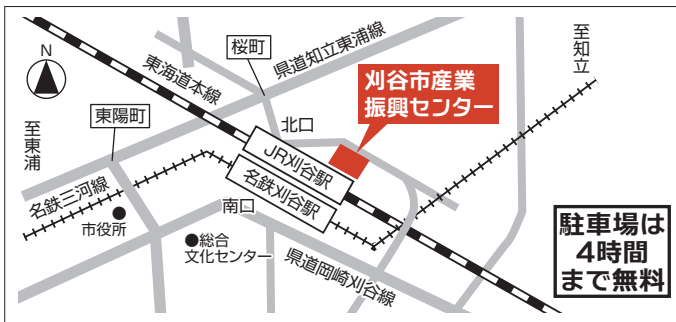 N
至東浦
東陽町
桜町
東海道本線
県道知立東浦線
至知立
刈谷市産業
振興センター
北口
JR刈谷駅
名鉄刈谷駅
名鉄三河線
市役所
南口
総合
文化センター
県道岡崎刈谷線
駐車場は
4時間
まで無料